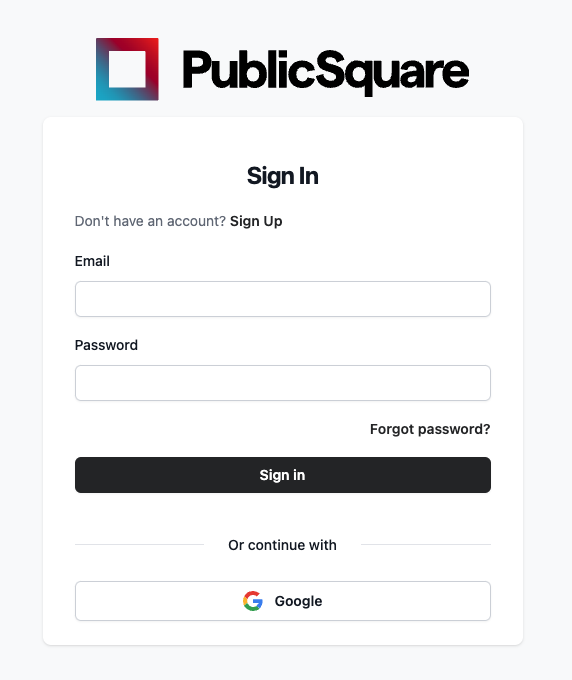 PublicSquare
Sign In
Don't have an account? Sign Up
Email
Password
Forgot password?
Sign in
Or continue with
Google